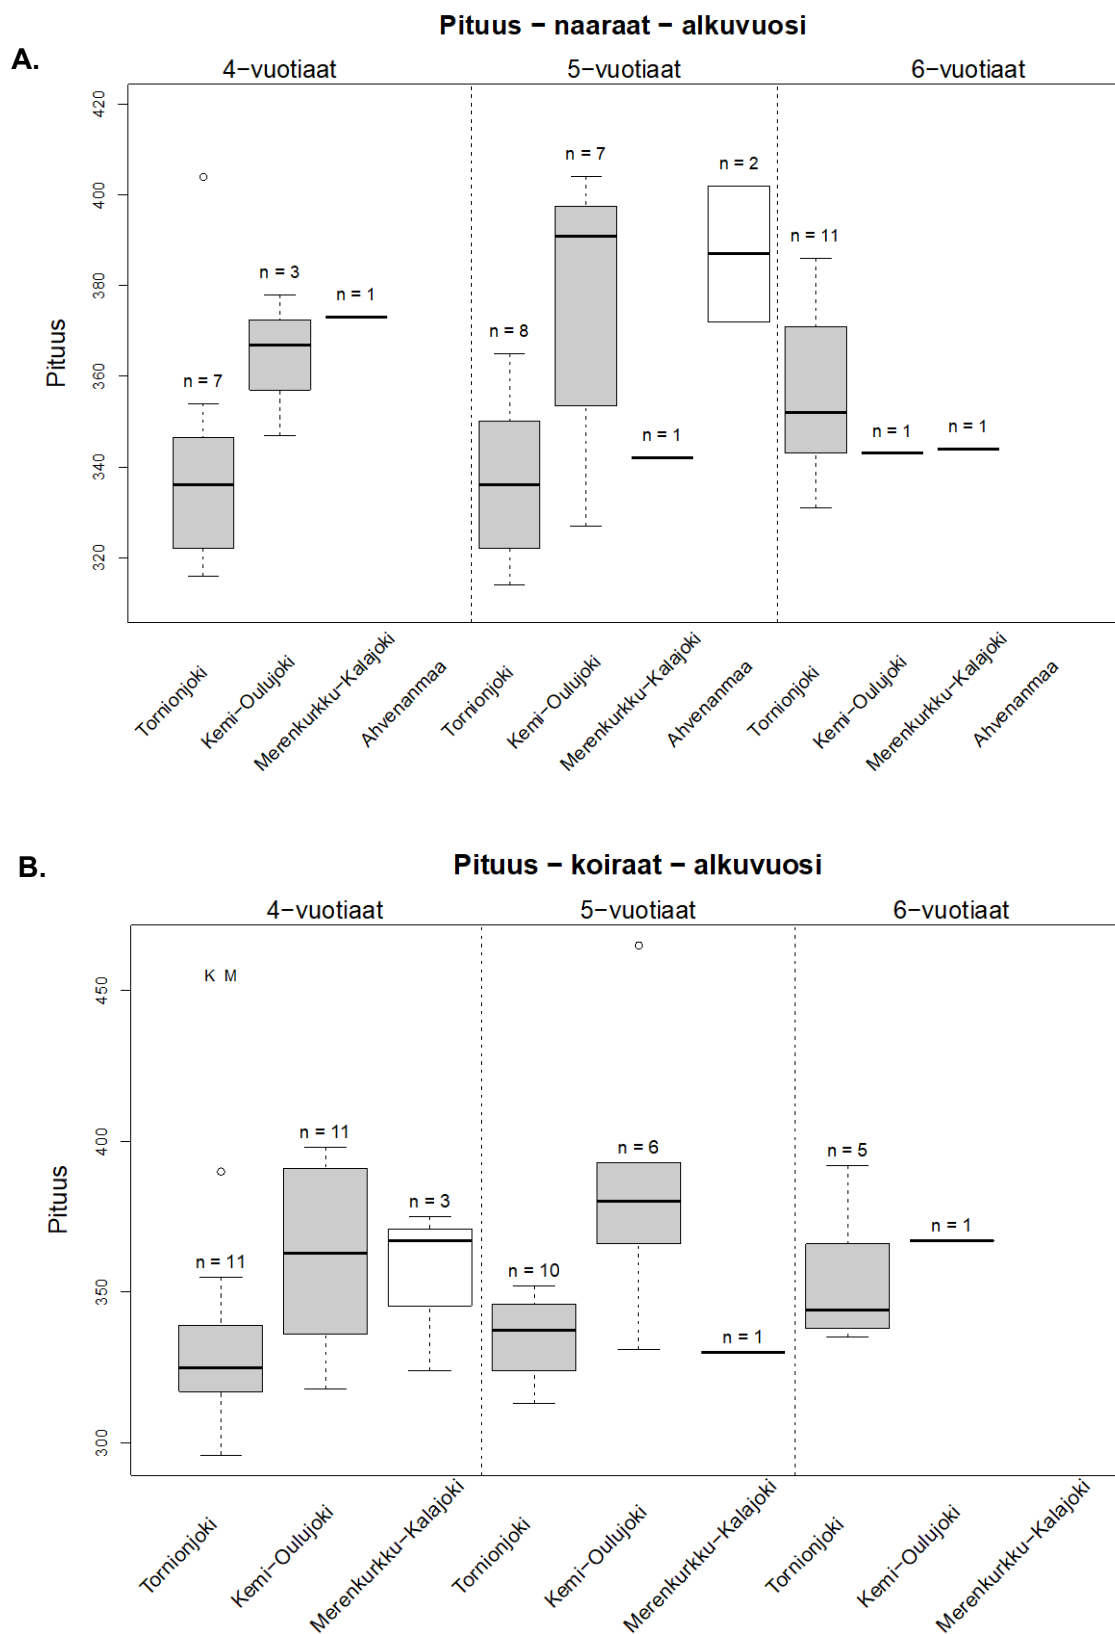 Pituus − naaraat − alkuvuosi
A.
4−vuotiaat 5−vuotiaat 6−vuotiaat
420
400
380
360
340
320
Pituus
n = 7
n = 3
n = 1
n = 8
n = 7
n = 1
n = 2
n = 11
n = 1
n = 1
Tornionjoki
Kemi−Oulujoki
Merenkurkku−Kalajoki
Ahvenanmaa
Tornionjoki
Kemi−Oulujoki
Merenkurkku−Kalajoki
Ahvenanmaa
Tornionjoki
Kemi−Oulujoki
Merenkurkku−Kalajoki
Ahvenanmaa
B.
Pituus − koiraat − alkuvuosi
4−vuotiaat 5−vuotiaat 6−vuotiaat
450
400
350
300
Pituus
K M
n = 11
n = 11
n = 3
n = 10
n = 6
n = 1
n = 5
n = 1
Tornionjoki
Kemi−Oulujoki
Merenkurkku−Kalajoki
Tornionjoki
Kemi−Oulujoki
Merenkurkku−Kalajoki
Tornionjoki
Kemi−Oulujoki
Merenkurkku−Kalajoki